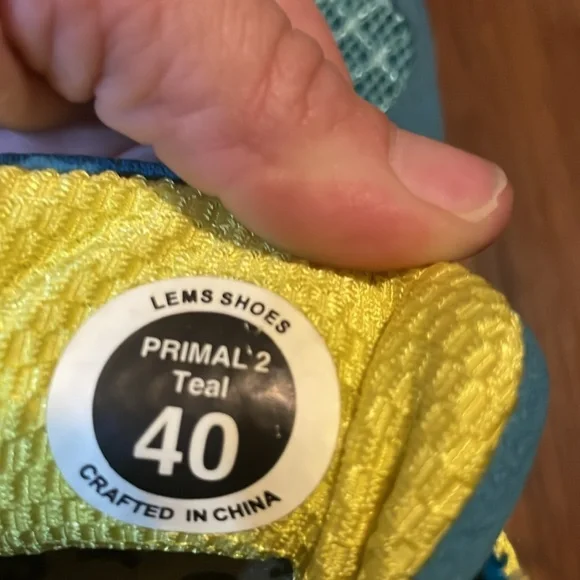 LEMS SHOES
PRIMAL 2
Teal
40
CRAFTED IN CHINA